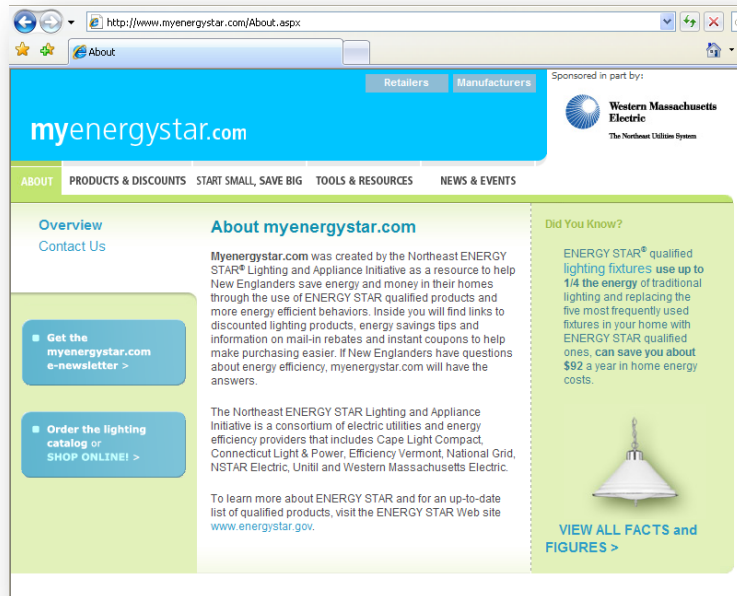 http://www.myenergystar.com/About.aspx
About
Retailers
Manufacturers
Sponsored in part by:
Western Massachusetts
Electric
The Northeast Utilities System
myenergystar.com
ABOUT
PRODUCTS & DISCOUNTS
START SMALL, SAVE BIG
TOOLS & RESOURCES
NEWS & EVENTS
Overview
Contact Us
Get the
myenergystar.com
e-newsletter >
Order the lighting
catalog or
SHOP ONLINE! >
About myenergystar.com
Myenergystar.com was created by the Northeast ENERGY
STAR® Lighting and Appliance Initiative as a resource to help
New Englanders save energy and money in their homes
through the use of ENERGY STAR qualified products and
more energy efficient behaviors. Inside you will find links to
discounted lighting products, energy savings tips and
information on mail-in rebates and instant coupons to help
make purchasing easier. If New Englanders have questions
about energy efficiency, myenergystar.com will have the
answers.
The Northeast ENERGY STAR Lighting and Appliance
Initiative is a consortium of electric utilities and energy
efficiency providers that includes Cape Light Compact,
Connecticut Light & Power, Efficiency Vermont, National Grid,
NSTAR Electric, Unitil and Western Massachusetts Electric.
To learn more about ENERGY STAR and for an up-to-date
list of qualified products, visit the ENERGY STAR Web site
www.energystar.gov.
Did You Know?
ENERGY STAR® qualified
lighting fixtures use up to
1/4 the energy of traditional
lighting and replacing the
five most frequently used
fixtures in your home with
ENERGY STAR qualified
ones, can save you about
$92 a year in home energy
costs.
VIEW ALL FACTS and
FIGURES >